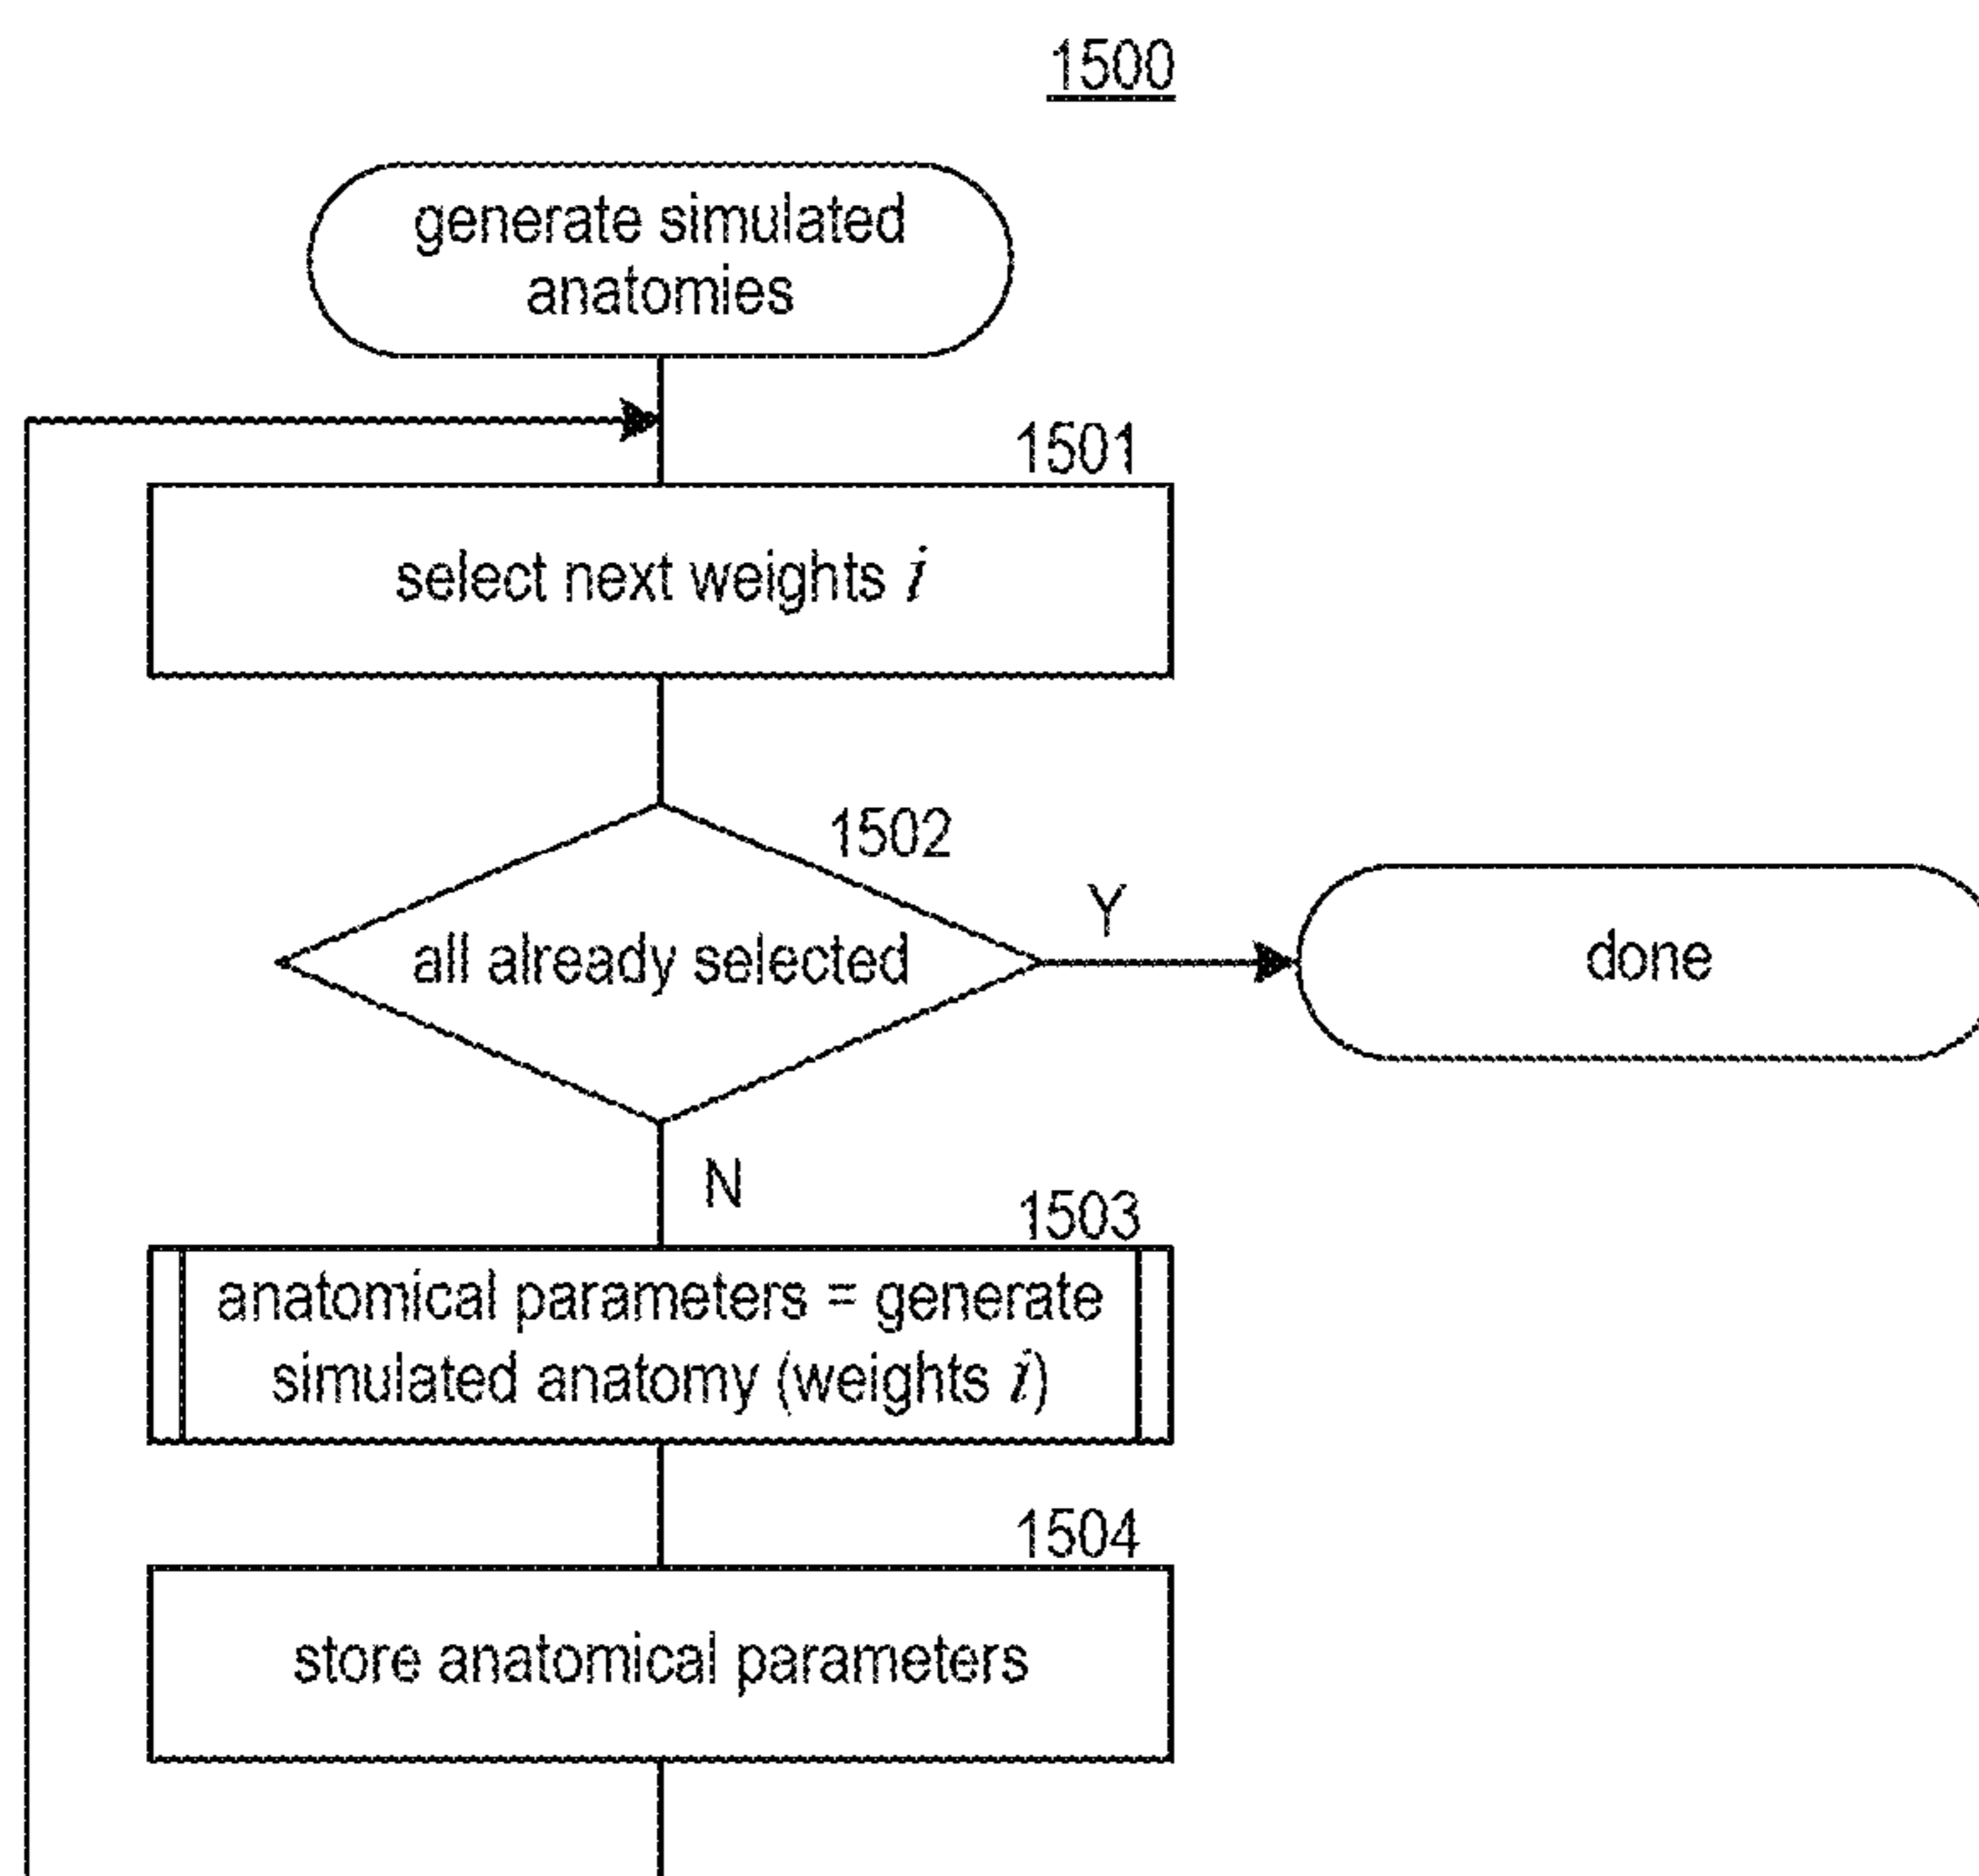 1500
generate simulated
anatomies
1501
select next weights i
1502
all already selected
Y
done
N
1503
anatomical parameters = generate
simulated anatomy (weights i)
1504
store anatomical parameters